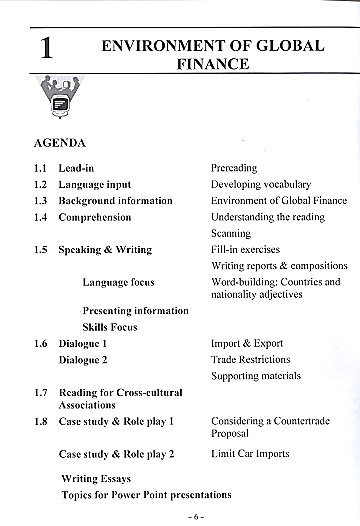 1 ENVIRONMENT OF GLOBAL
FINANCE
AGENDA
1.1 Lead-in Prereading
1.2 Language input Developing vocabulary
1.3 Background information Environment of Global Finance
1.4 Comprehension Understanding the reading
Scanning
1.5 Speaking & Writing Fill-in exercises
Writing reports & compositions
Language focus Word-building: Countries and
nationality adjectives
Presenting information
Skills Focus
1.6 Dialogue 1 Import & Export
Dialogue 2 Trade Restrictions
Supporting materials
1.7 Reading for Cross-cultural
Associations
1.8 Case study & Role play 1 Considering a Countertrade
Proposal
Case study & Role play 2 Limit Car Imports
Writing Essays
Topics for Power Point presentations
- 6 -